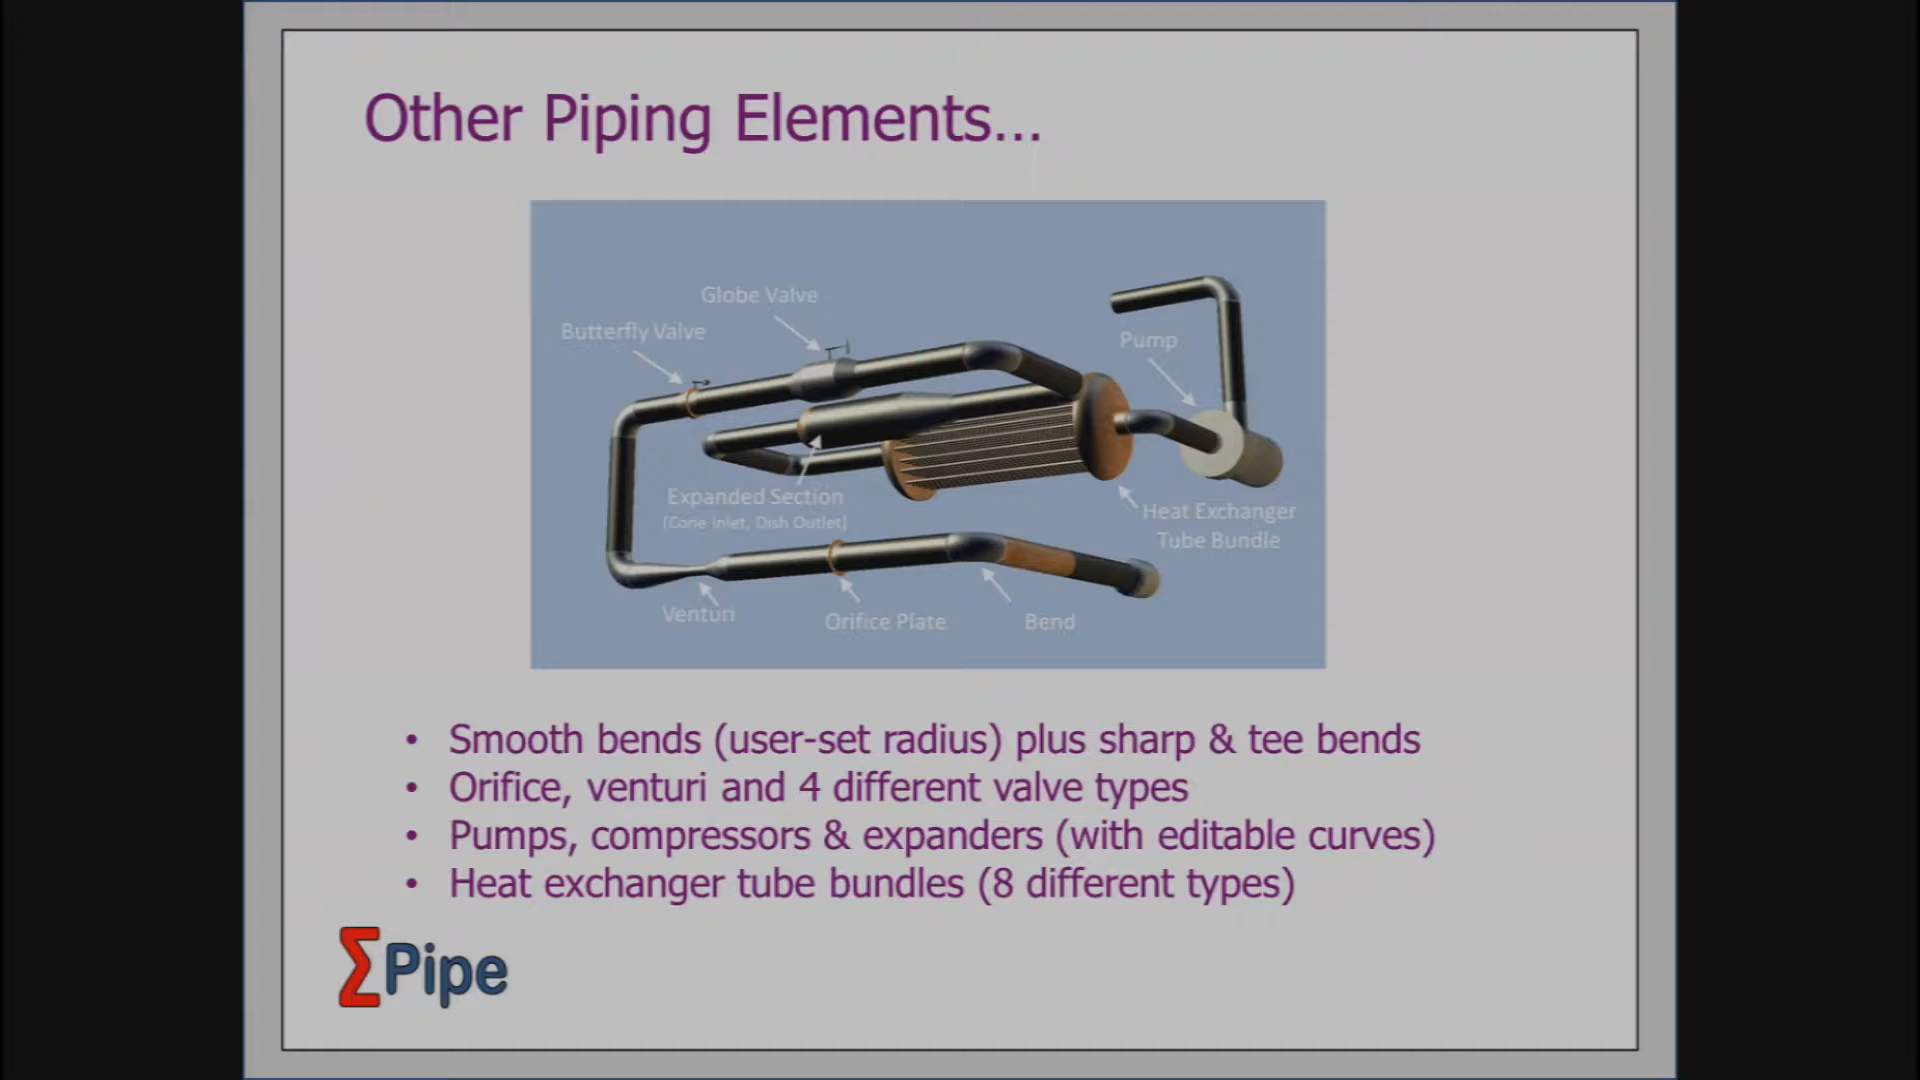 Other Piping Elements...
Globe Valve
Butterfly Valve
Pump
Expanded Section
(Cone Inlet, Dish Outlet)
Heat Exchanger
Tube Bundle
Venturi
Orifice Plate
Bend
• Smooth bends (user-set radius) plus sharp & tee bends
• Orifice, venturi and 4 different valve types
• Pumps, compressors & expanders (with editable curves)
• Heat exchanger tube bundles (8 different types)
ΣPipe